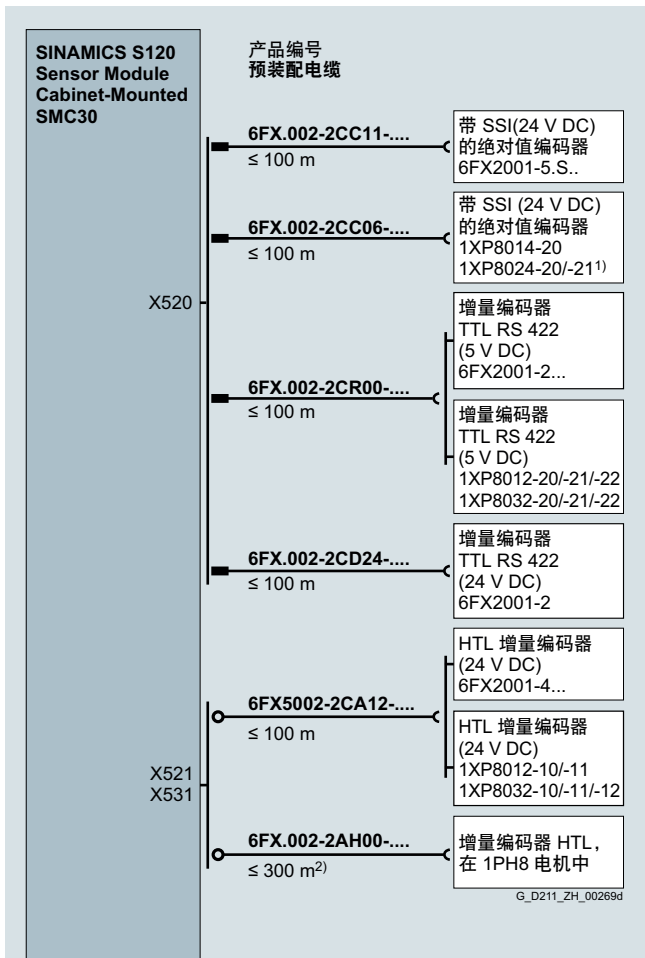 SINAMICS S120
Sensor Module
Cabinet-Mounted
SMC30
产品编号
预装配电缆
6FX.002-2CC11-....
≤ 100 m
带 SSI(24 V DC)
的绝对值编码器
6FX2001-5.S..
6FX.002-2CC06-....
≤ 100 m
带 SSI (24 V DC)
的绝对值编码器
1XP8014-20
1XP8024-20/-21¹⁾
X520
增量编码器
TTL RS 422
(5 V DC)
6FX2001-2...
6FX.002-2CR00-....
≤ 100 m
增量编码器
TTL RS 422
(5 V DC)
1XP8012-20/-21/-22
1XP8032-20/-21/-22
6FX.002-2CD24-....
≤ 100 m
增量编码器
TTL RS 422
(24 V DC)
6FX2001-2
HTL 增量编码器
(24 V DC)
6FX2001-4...
6FX5002-2CA12-....
≤ 100 m
HTL 增量编码器
(24 V DC)
1XP8012-10/-11
1XP8032-10/-11/-12
X521
X531
6FX.002-2AH00-....
≤ 300 m²⁾
增量编码器 HTL，
在 1PH8 电机中
G_D211_ZH_00269d